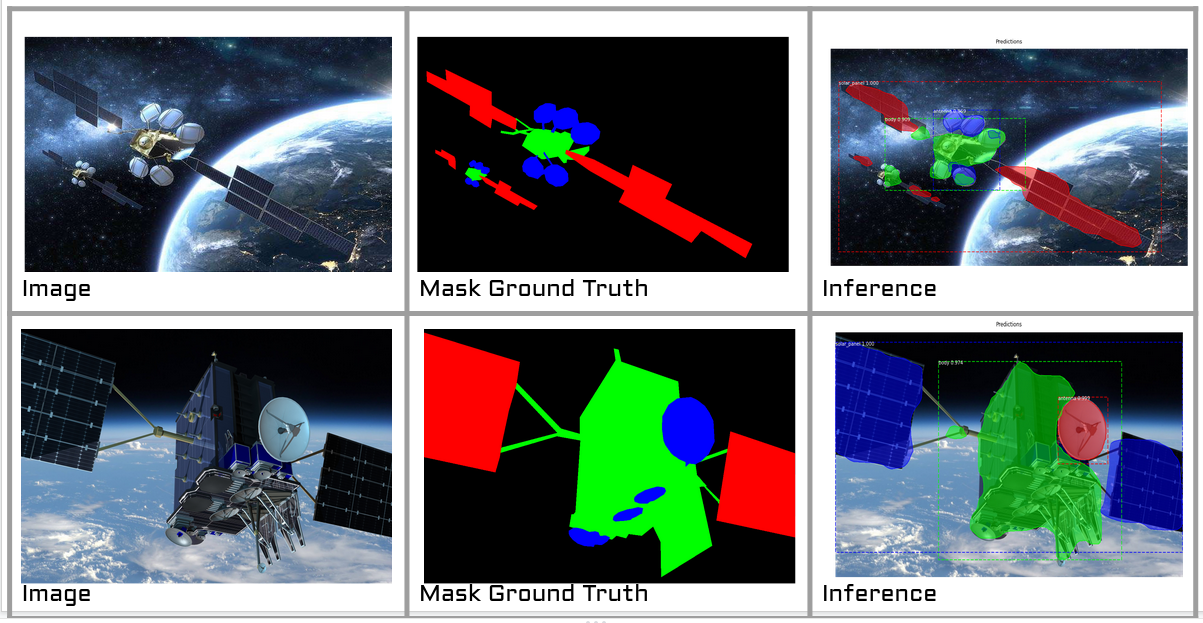 Predictions
solar_panel 1.000
antenna 0.969
body 0.909
Image
Mask Ground Truth
Inference
Predictions
solar_panel 1.000
body 0.974
antenna 0.999
Image
Mask Ground Truth
Inference